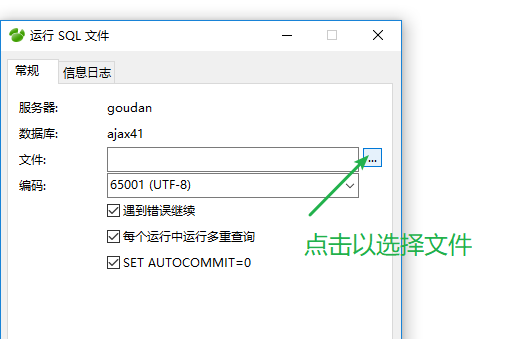 运行 SQL 文件
常规 信息日志
服务器: goudan
数据库: ajax41
文件: ...
编码: 65001 (UTF-8)
遇到错误继续
每个运行中运行多重查询
SET AUTOCOMMIT=0
点击以选择文件